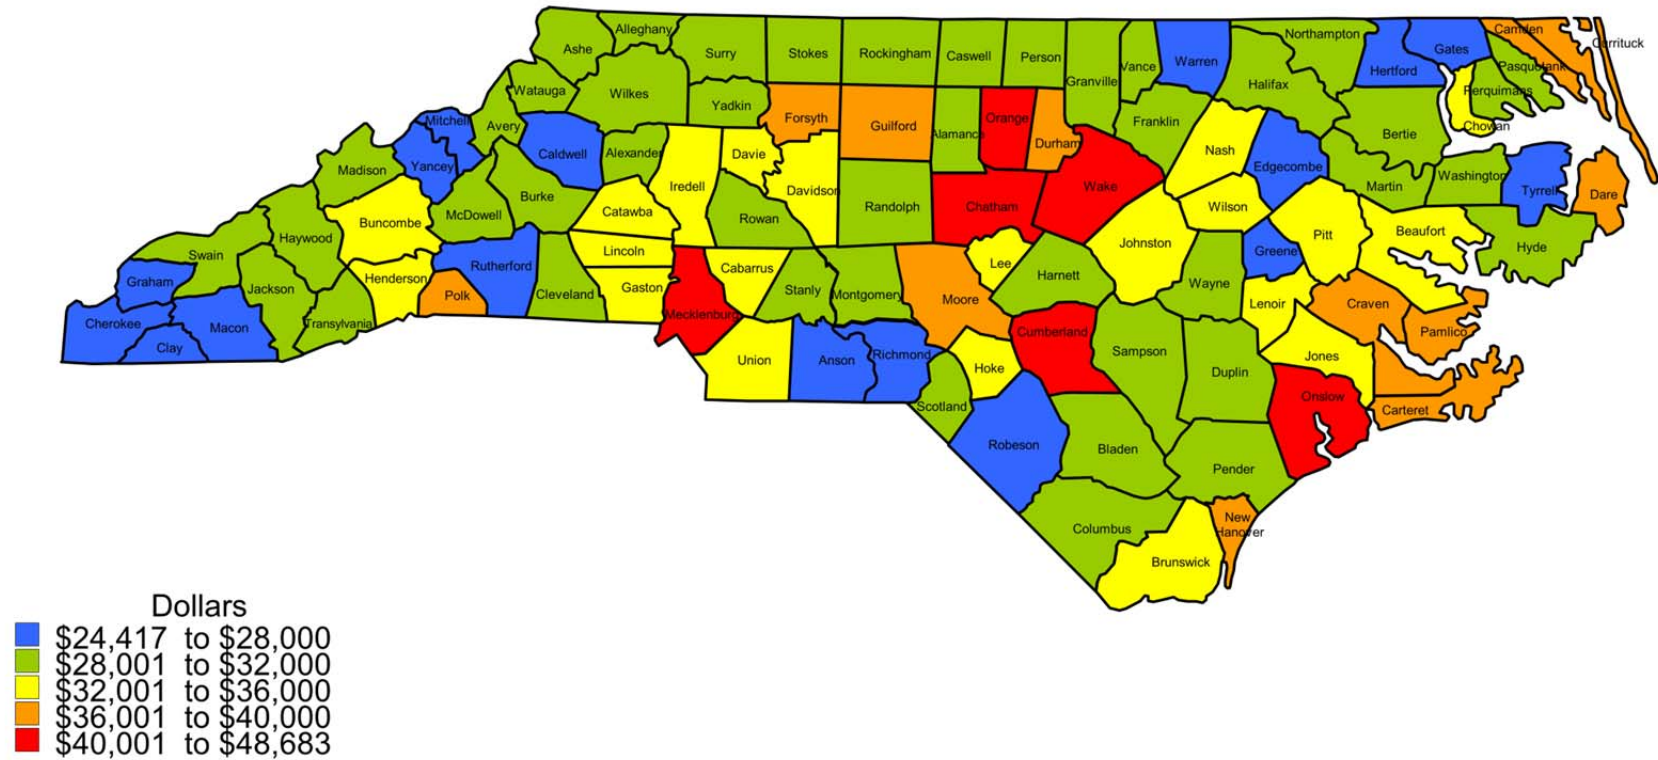 Alleghany
Ashe
Surry
Stokes
Rockingham
Caswell
Person
Granville
Vance
Warren
Northampton
Hertford
Gates
Camden
Currituck
Pasquotank
Perquimans
Chowan
Halifax
Watauga
Wilkes
Yadkin
Forsyth
Guilford
Alamance
Orange
Durham
Franklin
Bertie
Mitchell
Avery
Yancey
Caldwell
Alexander
Iredell
Davie
Nash
Edgecombe
Madison
Burke
Davidson
Wake
Martin
Washington
Tyrrell
Dare
Buncombe
McDowell
Catawba
Rowan
Randolph
Chatham
Wilson
Haywood
Swain
Lincoln
Johnston
Pitt
Beaufort
Hyde
Graham
Jackson
Henderson
Polk
Rutherford
Cleveland
Gaston
Cabarrus
Stanly
Montgomery
Moore
Lee
Harnett
Wayne
Greene
Lenoir
Craven
Pamlico
Cherokee
Macon
Clay
Transylvania
Mecklenburg
Union
Anson
Richmond
Hoke
Cumberland
Sampson
Duplin
Jones
Onslow
Carteret
Scotland
Robeson
Bladen
Pender
Columbus
New
Hanover
Brunswick
Dollars
$24,417 to $28,000
$28,001 to $32,000
$32,001 to $36,000
$36,001 to $40,000
$40,001 to $48,683